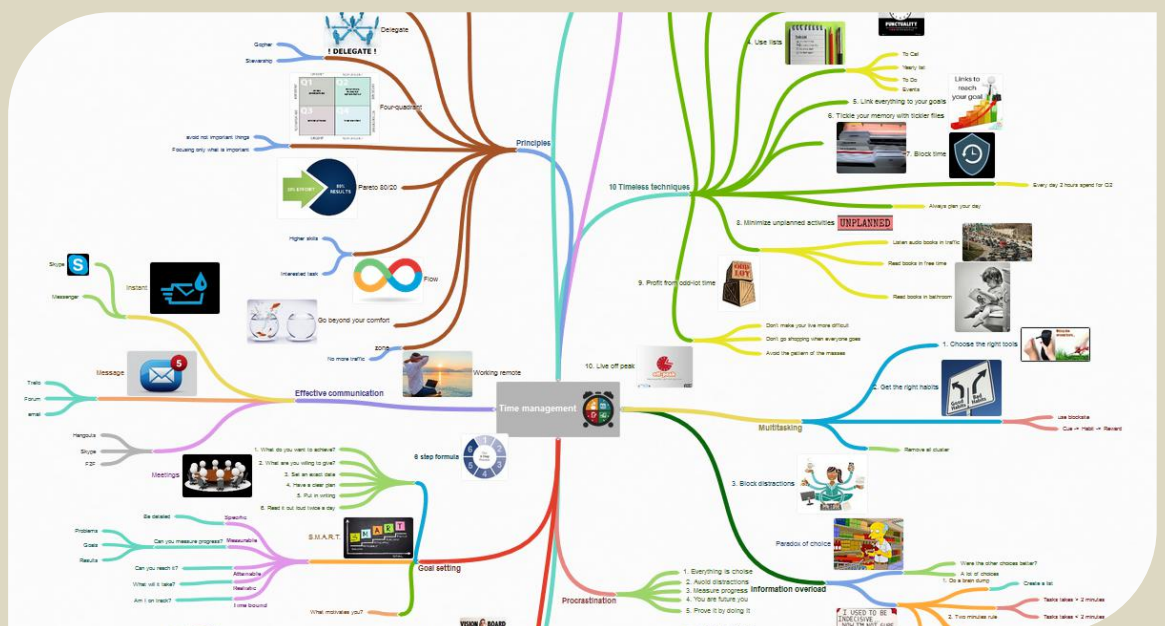 Delegate
! DELEGATE !
Gopher
Stewarship
Four-quadrant
Q1
Q2
Q3
Q4
avoid not important things
Focusing only what is important
Principles
Pareto 80/20
20% EFFORT
80% RESULTS
Higher skills
Interested task
Flow
Go beyond your comfort
zone
No more traffic
Working remote
Skype
Messenger
Instant
Message
5
Trello
Forum
email
Effective communication
Hangouts
Skype
F2F
Meetings
Time management
PUNCTUALITY
4. Use lists
To Call
Yearly list
To Do
Events
Links to
reach
your goal
5. Link everything to your goals
6. Tickle your memory with tickler files
7. Block time
10 Timeless techniques
Every day 2 hours spend for Q2
Always plan your day
8. Minimize unplanned activities
UNPLANNED
Listen audio books in traffic
Read books in free time
Read books in bathroom
9. Profit from odd-lot time
ODD
LOT
Don't make your live more difficult
Don't go shopping when everyone goes
Avoid the pattern of the masses
10. Live off peak
1. Choose the right tools
2. Get the right habits
Good
Habits
Bad
Habits
Multitasking
use blocksite
Cue -> Habit -> Reward
Remove all cluster
3. Block distractions
Paradox of choice
Were the other choices better?
A lot of choices
1. Do a brain dump
Create a list
Information overload
2. Two minutes rule
Tasks takes > 2 minutes
Tasks takes < 2 minutes
I USED TO BE
INDECISIVE
NOW I'M NOT SURE
6 step formula
1. What do you want to achieve?
2. What are you wiling to give?
3. Set an exact date
4. Have a clear plan
5. Put in writing
6. Read it out loud twice a day
S.M.A.R.T.
SMART
Specific
Be detailed
Measurable
Can you measure progress?
Problems
Goals
Results
Attainable
Can you reach it?
Realistic
What will it take?
Time bound
Am I on track?
Goal setting
What motivates you?
VISION BOARD
Procrastination
1. Everything is choise
2. Avoid distractions
3. Measure progress
4. You are future you
5. Prove it by doing it